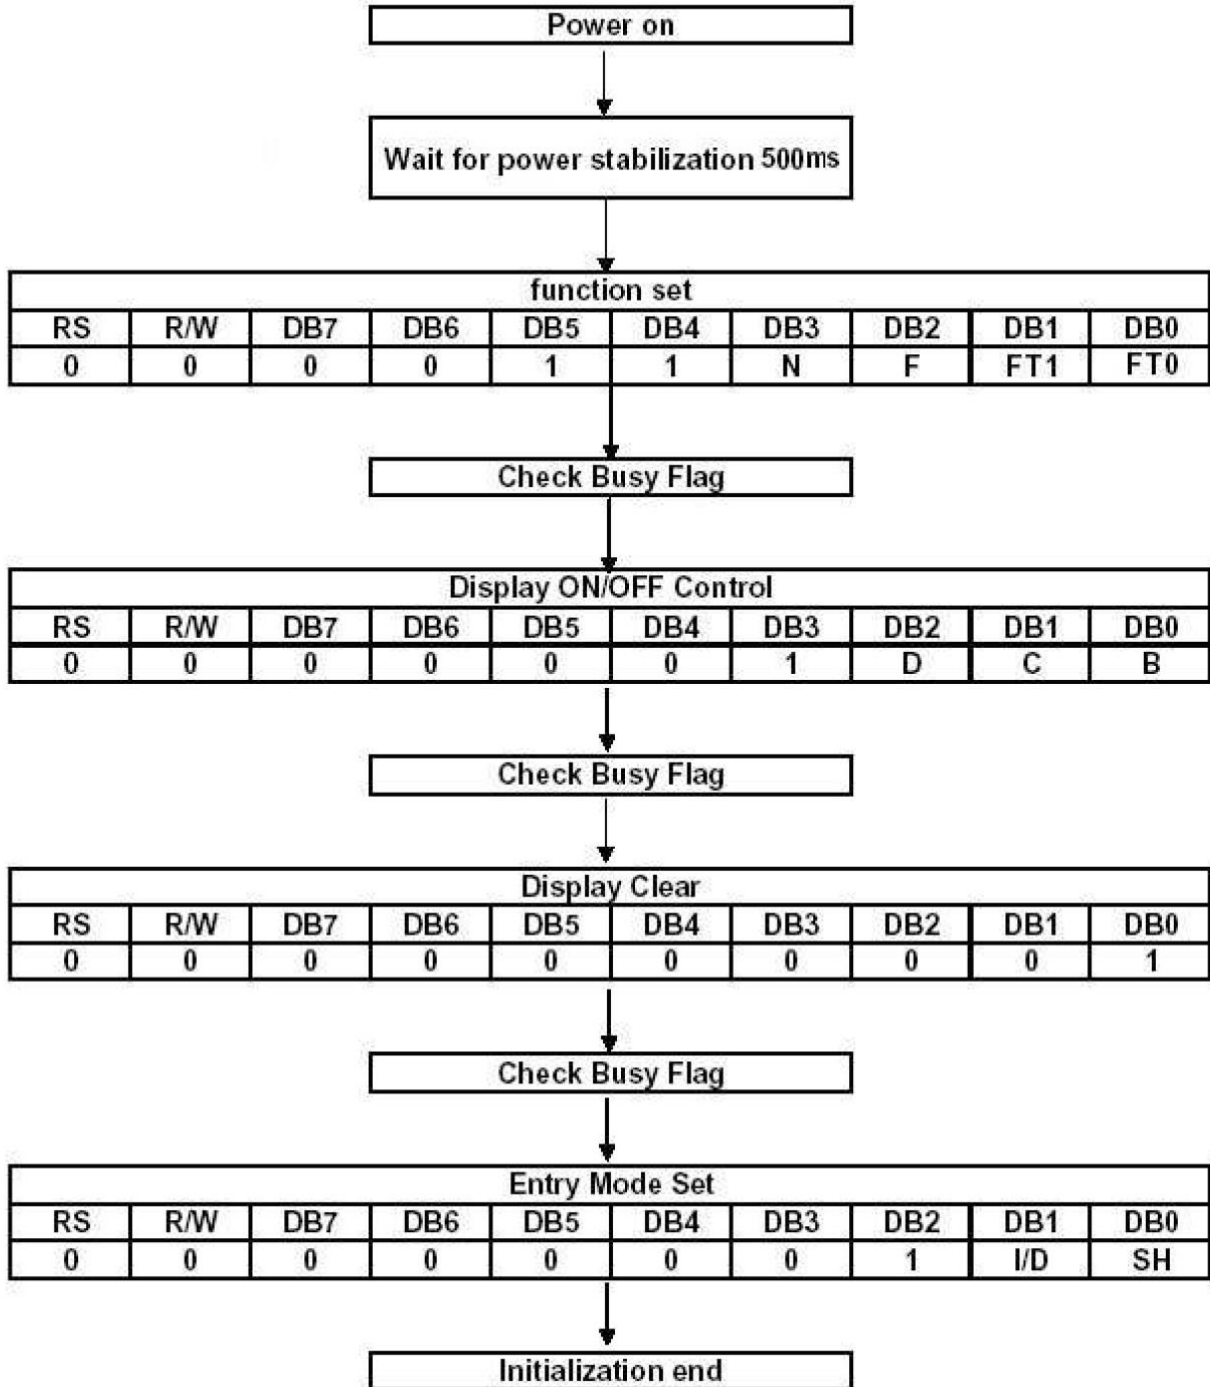 Power on
Wait for power stabilization 500ms
function set
RS R/W DB7 DB6 DB5 DB4 DB3 DB2 DB1 DB0
0 0 0 0 1 1 N F FT1 FT0
Check Busy Flag
Display ON/OFF Control
RS R/W DB7 DB6 DB5 DB4 DB3 DB2 DB1 DB0
0 0 0 0 0 0 1 D C B
Check Busy Flag
Display Clear
RS R/W DB7 DB6 DB5 DB4 DB3 DB2 DB1 DB0
0 0 0 0 0 0 0 0 0 1
Check Busy Flag
Entry Mode Set
RS R/W DB7 DB6 DB5 DB4 DB3 DB2 DB1 DB0
0 0 0 0 0 0 0 1 I/D SH
Initialization end